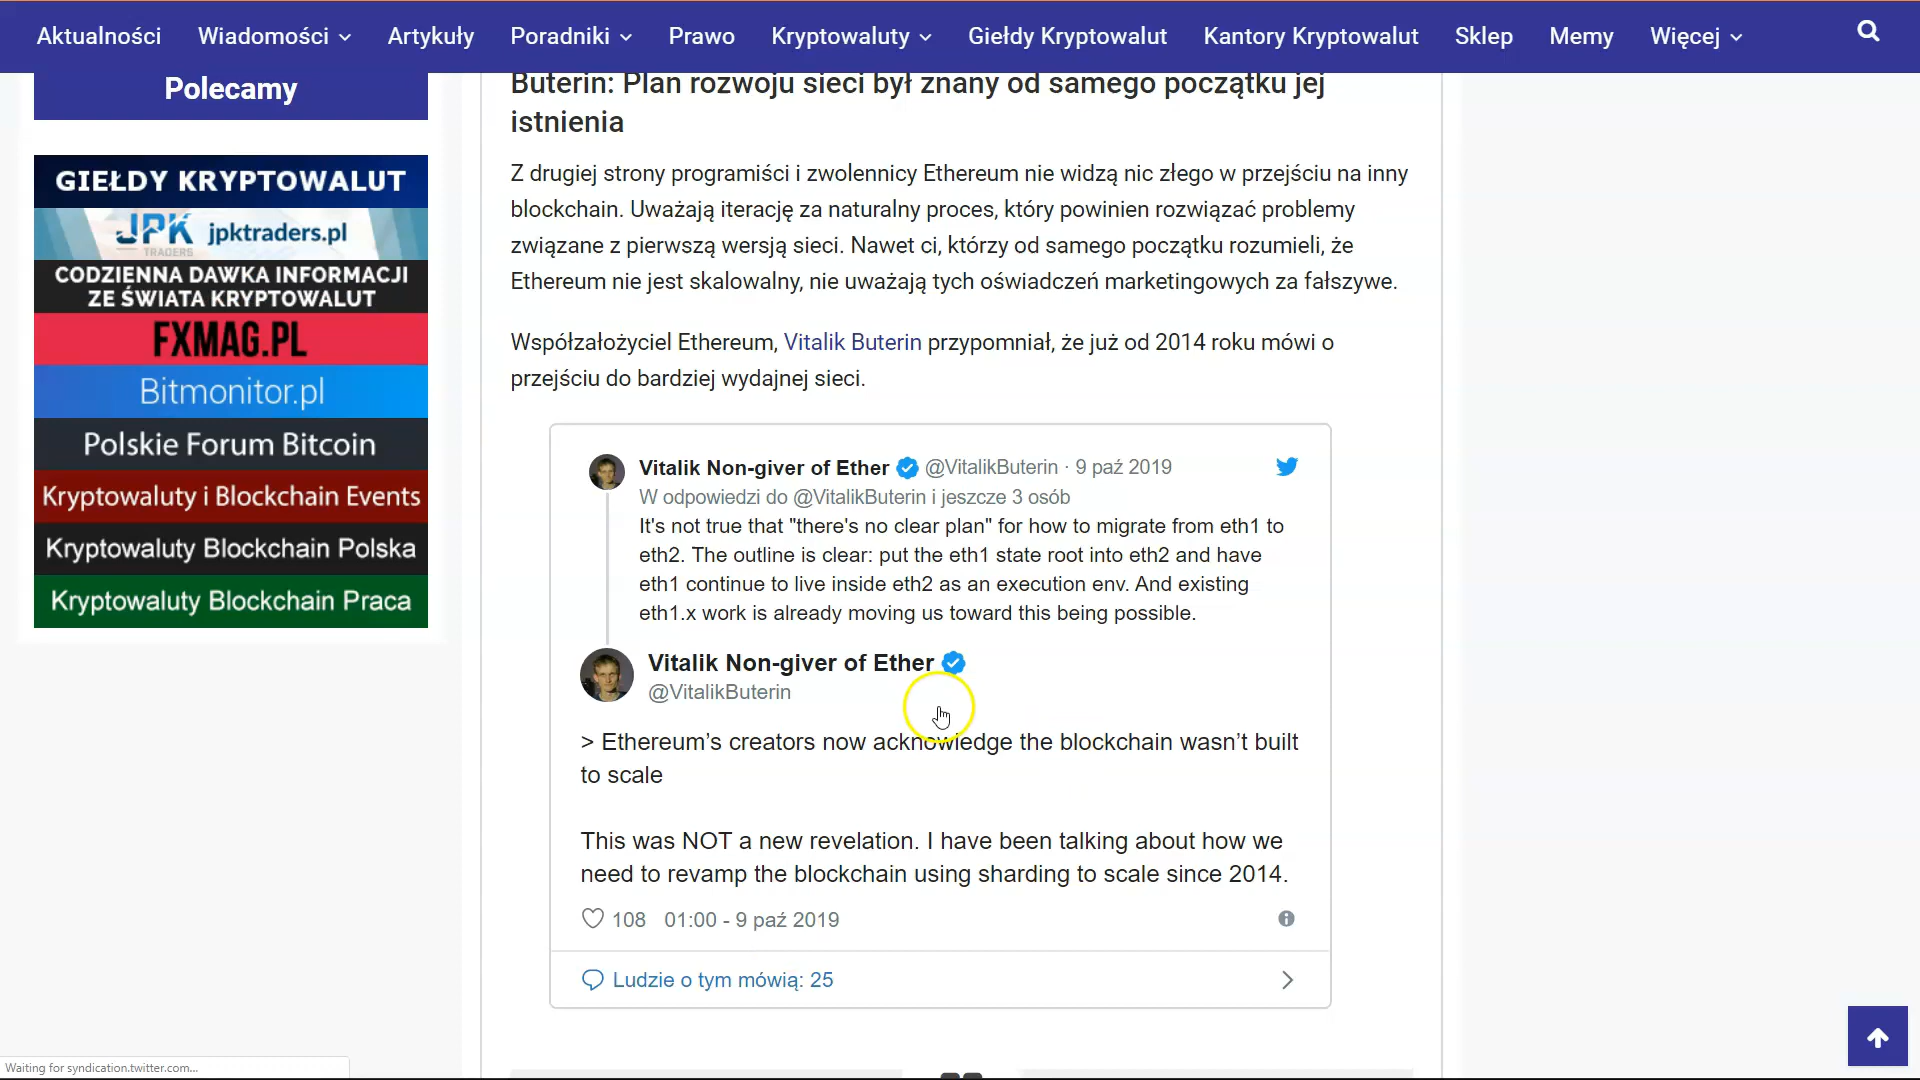 Aktualności Wiadomości Artykuły Poradniki Prawo Kryptowaluty Giełdy Kryptowalut Kantory Kryptowalut Sklep Memy Więcej
Polecamy
GIEŁDY KRYPTOWALUT
JPK jpktraders.pl
TRADERS
CODZIENNA DAWKA INFORMACJI
ZE ŚWIATA KRYPTOWALUT
FXMAG.PL
Bitmonitor.pl
Polskie Forum Bitcoin
Kryptowaluty i Blockchain Events
Kryptowaluty Blockchain Polska
Kryptowaluty Blockchain Praca
Buterin: Plan rozwoju sieci był znany od samego początku jej
istnienia
Z drugiej strony programiści i zwolennicy Ethereum nie widzą nic złego w przejściu na inny
blockchain. Uważają iterację za naturalny proces, który powinien rozwiązać problemy
związane z pierwszą wersją sieci. Nawet ci, którzy od samego początku rozumieli, że
Ethereum nie jest skalowalny, nie uważają tych oświadczeń marketingowych za fałszywe.
Współzałożyciel Ethereum, Vitalik Buterin przypomniał, że już od 2014 roku mówi o
przejściu do bardziej wydajnej sieci.
Vitalik Non-giver of Ether @VitalikButerin · 9 paź 2019
W odpowiedzi do @VitalikButerin i jeszcze 3 osób
It's not true that "there's no clear plan" for how to migrate from eth1 to
eth2. The outline is clear: put the eth1 state root into eth2 and have
eth1 continue to live inside eth2 as an execution env. And existing
eth1.x work is already moving us toward this being possible.
Vitalik Non-giver of Ether
@VitalikButerin
> Ethereum’s creators now acknowledge the blockchain wasn’t built
to scale
This was NOT a new revelation. I have been talking about how we
need to revamp the blockchain using sharding to scale since 2014.
108 01:00 - 9 paź 2019
Ludzie o tym mówią: 25
Waiting for syndication.twitter.com...